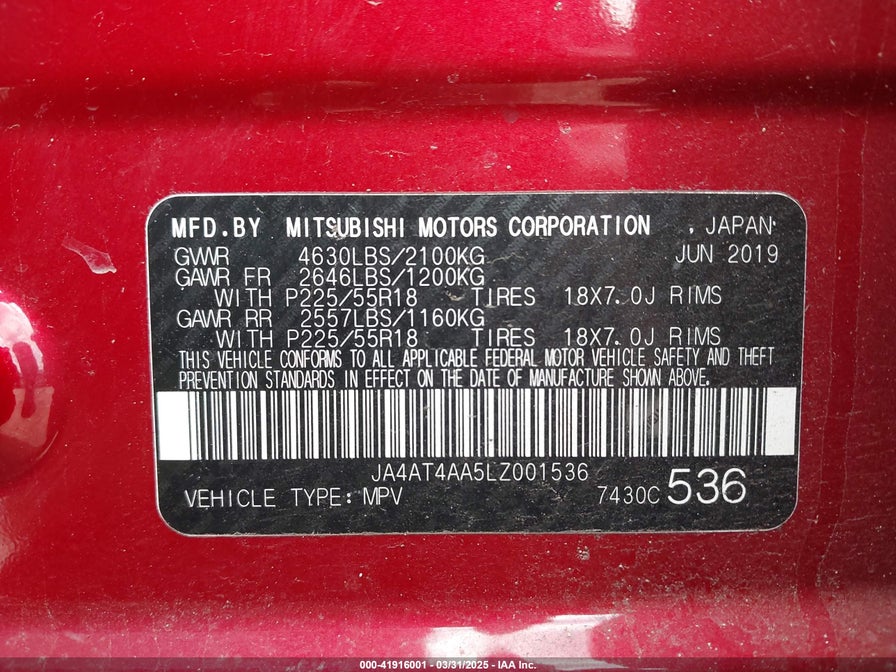 MFD.BY MITSUBISHI MOTORS CORPORATION , JAPAN
GVWR 4630LBS/2100KG JUN 2019
GAWR FR 2646LBS/1200KG
WITH P225/55R18 TIRES 18X7.0J RIMS
GAWR RR 2557LBS/1160KG
WITH P225/55R18 TIRES 18X7.0J RIMS
THIS VEHICLE CONFORMS TO ALL APPLICABLE FEDERAL MOTOR VEHICLE SAFETY AND THEFT
PREVENTION STANDARDS IN EFFECT ON THE DATE OF MANUFACTURE SHOWN ABOVE.
JA4AT4AA5LZ001536
VEHICLE TYPE: MPV 7430C 536
000-41916001 — 03/31/2025 — IAA Inc.